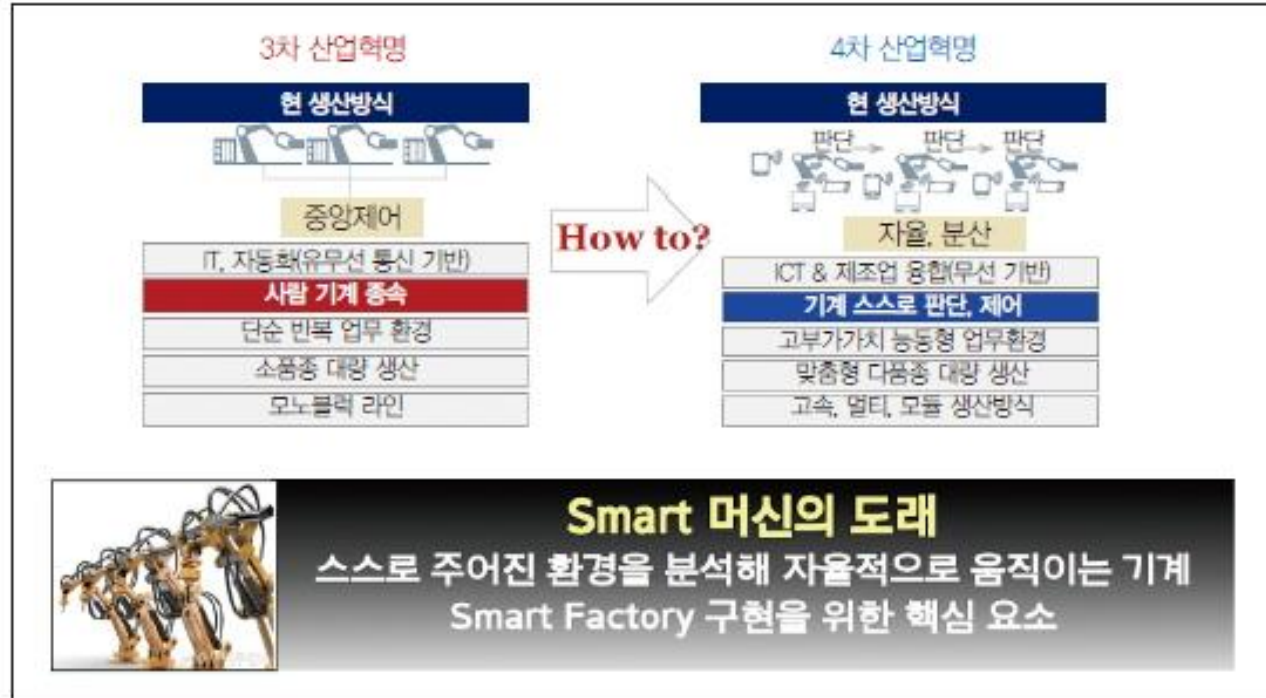 3차 산업혁명
현 생산방식
중앙제어
IT, 자동화(유무선 통신 기반)
사람 기계 종속
단순 반복 업무 환경
소품종 대량 생산
모노블럭 라인
How to?
4차 산업혁명
현 생산방식
판단 판단 판단
자율, 분산
ICT & 제조업 융합(무선 기반)
기계 스스로 판단, 제어
고부가가치 능동형 업무환경
맞춤형 다품종 대량 생산
고속, 멀티, 모듈 생산방식
Smart 머신의 도래
스스로 주어진 환경을 분석해 자율적으로 움직이는 기계
Smart Factory 구현을 위한 핵심 요소